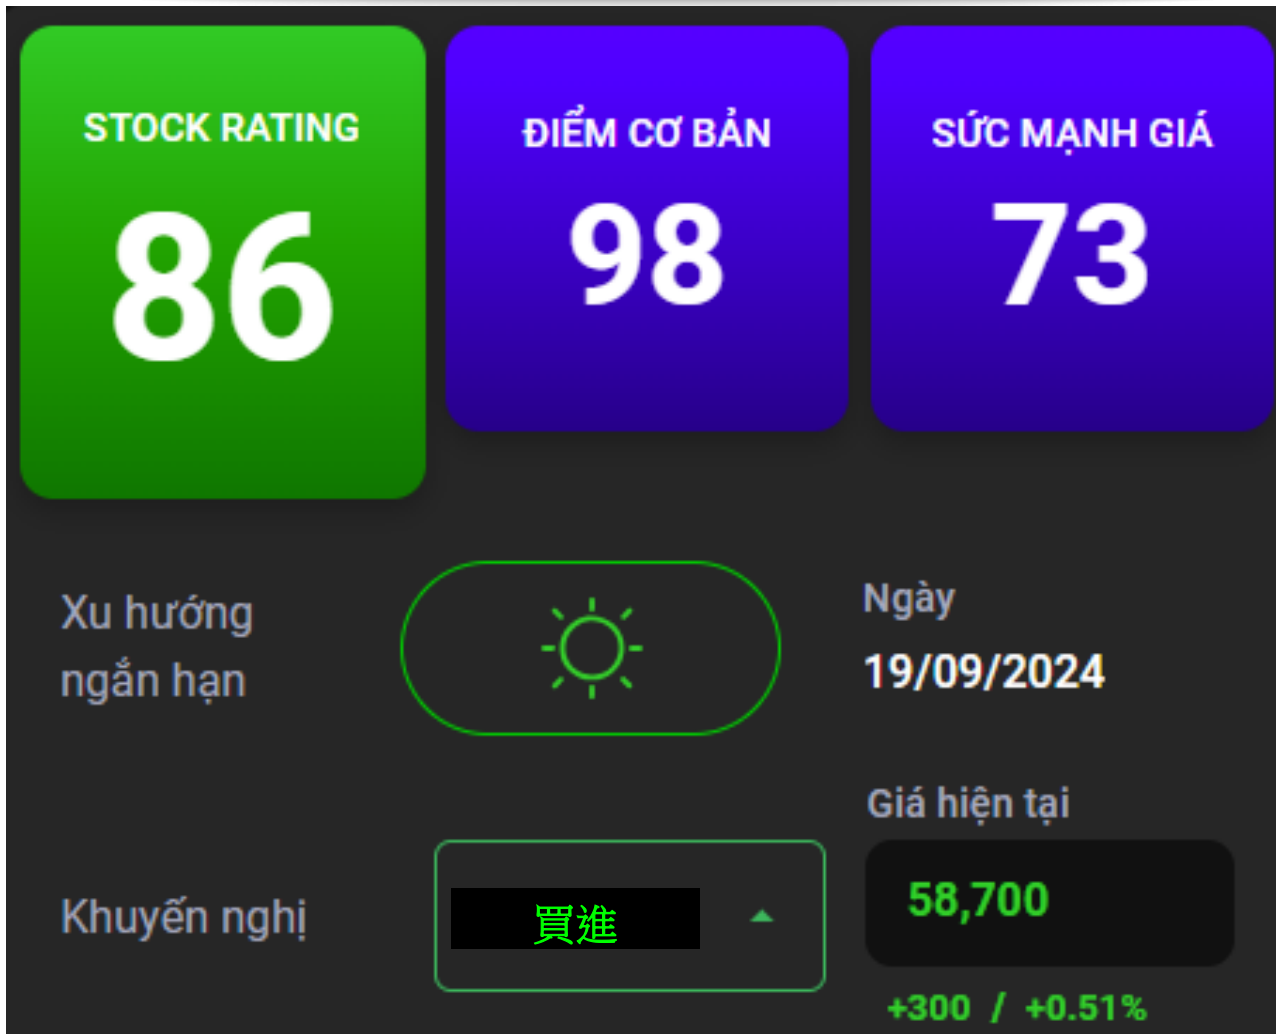 STOCK RATING
86
ĐIỂM CƠ BẢN
98
SỨC MẠNH GIÁ
73
Xu hướng
ngắn hạn
Ngày
19/09/2024
Khuyến nghị
買進
Giá hiện tại
58,700
+300 / +0.51%